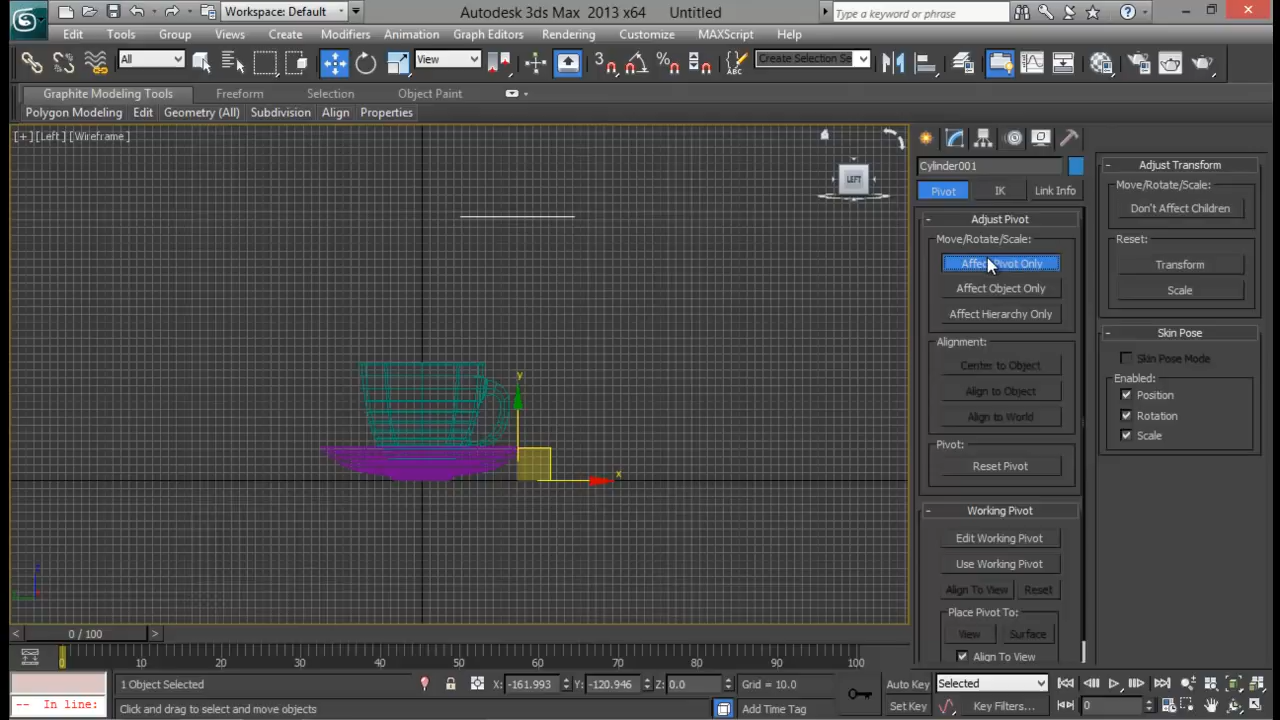 Workspace: Default
Autodesk 3ds Max 2013 x64 Untitled
Type a keyword or phrase
Edit Tools Group Views Create Modifiers Animation Graph Editors Rendering Customize MAXScript Help
All
View
Create Selection Se
Graphite Modeling Tools Freeform Selection Object Paint
Polygon Modeling Edit Geometry (All) Subdivision Align Properties
[+] [Left] [Wireframe]
LEFT
y
x
z
Cylinder001
Pivot IK Link Info
- Adjust Pivot
Move/Rotate/Scale:
Affect Pivot Only
Affect Object Only
Affect Hierarchy Only
Alignment:
Center to Object
Align to Object
Align to World
Pivot:
Reset Pivot
- Working Pivot
Edit Working Pivot
Use Working Pivot
Align To View Reset
Place Pivot To:
View Surface
Align To View
- Adjust Transform
Move/Rotate/Scale:
Don't Affect Children
Reset:
Transform
Scale
- Skin Pose
Skin Pose Mode
Enabled:
Position
Rotation
Scale
< 0 / 100 >
0 10 20 30 40 50 60 70 80 90 100
1 Object Selected
X: -161.993 Y: -120.946 Z: 0.0 Grid = 10.0
Auto Key Selected
-- In line:
Click and drag to select and move objects
Add Time Tag
Set Key Key Filters... 0